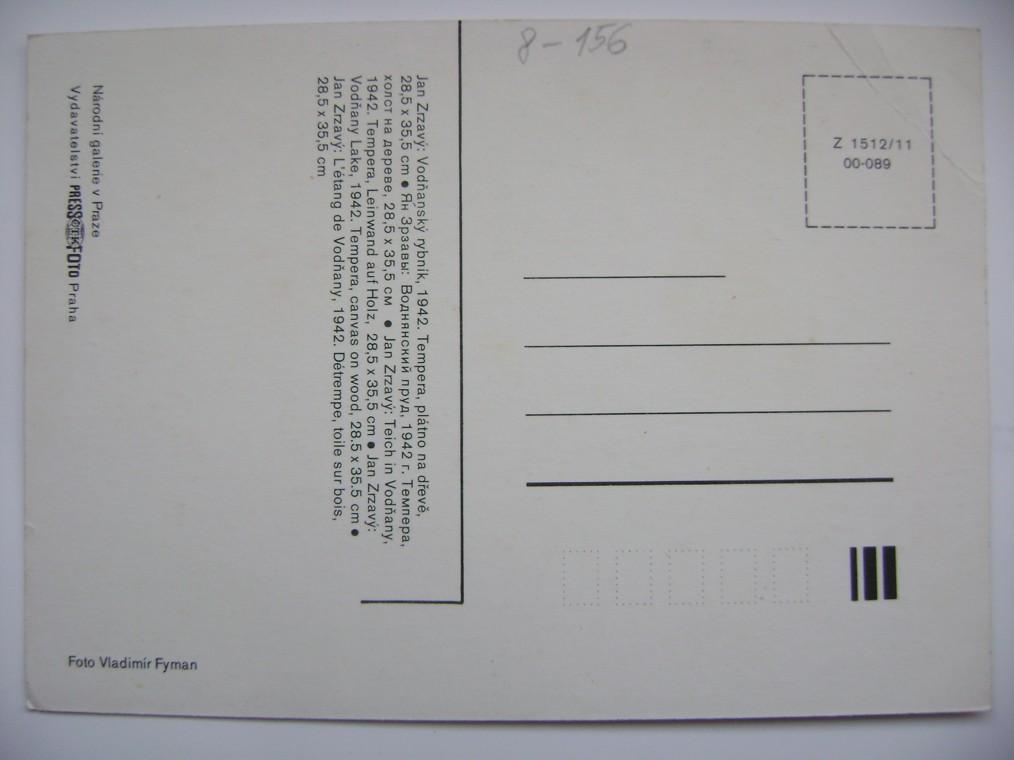 8 - 156
Z 1512/11
00-089
Jan Zrzavý: Vodňanský rybník, 1942. Tempera, plátno na dřevě,
28,5 x 35,5 cm ● Ян Зрзавы: Воднянский пруд, 1942 г. Темпера,
холст на дереве, 28,5 x 35,5 см ● Jan Zrzavý: Teich in Vodňany,
1942. Tempera, Leinwand auf Holz, 28,5 x 35,5 cm ● Jan Zrzavý:
Vodňany Lake, 1942. Tempera, canvas on wood, 28.5 x 35.5 cm ●
Jan Zrzavý: L'étang de Vodňany, 1942. Détrempe, toile sur bois,
28,5 x 35,5 cm
Národní galerie v Praze
Vydavatelství PRESSFOTO Praha
Foto Vladimír Fyman